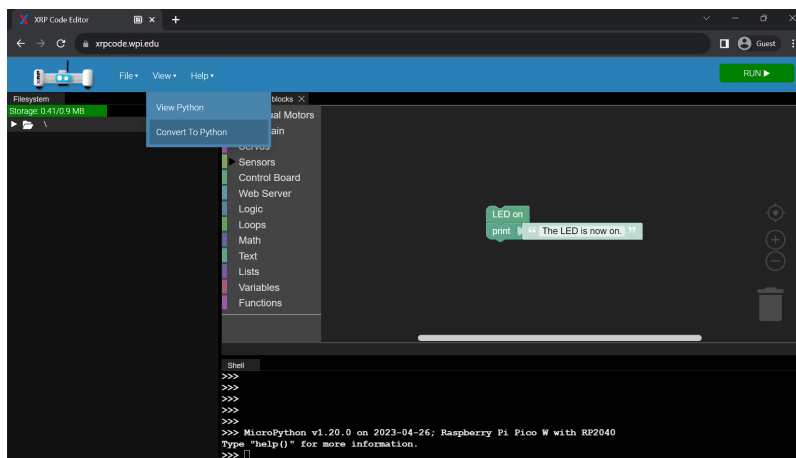 XRP Code Editor
xrpcode.wpi.edu
Guest
File View Help
RUN
Filesystem
Storage: 0.41/0.9 MB
\
View Python
Convert To Python
blocks
Motors
Sensors
Control Board
Web Server
Logic
Loops
Math
Text
Lists
Variables
Functions
LED on
print “ The LED is now on. ”
Shell
>>>
>>>
>>>
>>>
>>>
>>> MicroPython v1.20.0 on 2023-04-26; Raspberry Pi Pico W with RP2040
Type "help()" for more information.
>>>